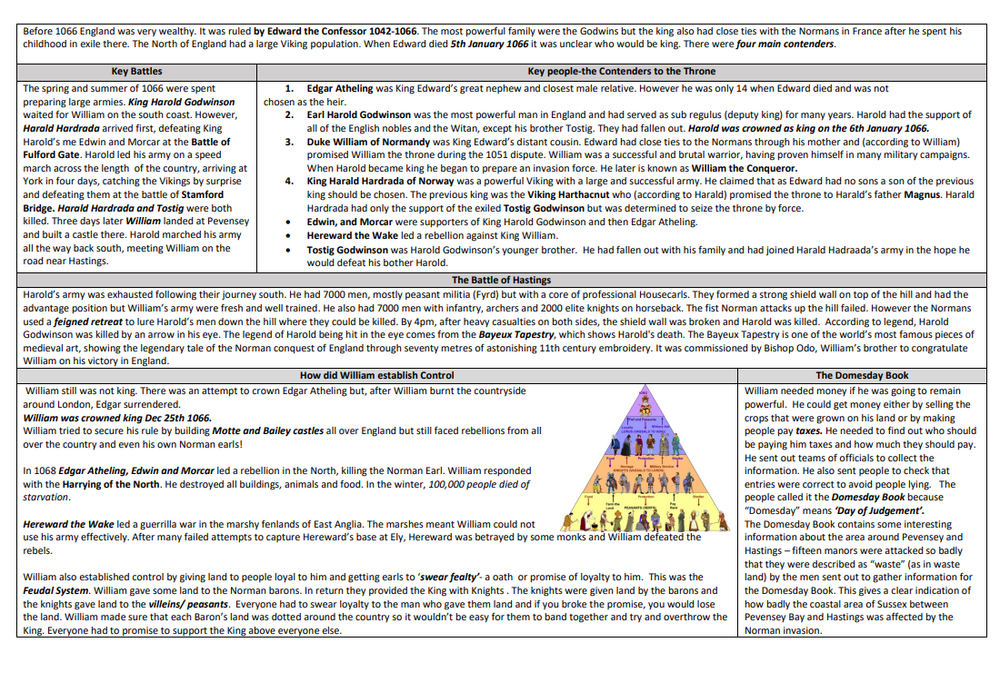 Before 1066 England was very wealthy. It was ruled by Edward the Confessor 1042-1066. The most powerful family were the Godwins but the king also had close ties with the Normans in France after he spent his
childhood in exile there. The North of England had a large Viking population. When Edward died 5th January 1066 it was unclear who would be king. There were four main contenders.
Key Battles
The spring and summer of 1066 were spent
preparing large armies. King Harold Godwinson
waited for William on the south coast. However,
Harald Hardrada arrived first, defeating King
Harold's me Edwin and Morcar at the Battle of
Fulford Gate. Harold led his army on a speed
march across the length of the country, arriving at
York in four days, catching the Vikings by surprise
and defeating them at the battle of Stamford
Bridge. Harald Hardrada and Tostig were both
killed. Three days later William landed at Pevensey
and built a castle there. Harold marched his army
all the way back south, meeting William on the
road near Hastings.
Key people-the Contenders to the Throne
1. Edgar Atheling was King Edward's great nephew and closest male relative. However he was only 14 when Edward died and was not
chosen as the heir.
2. Earl Harold Godwinson was the most powerful man in England and had served as sub regulus (deputy king) for many years. Harold had the support of
all of the English nobles and the Witan, except his brother Tostig. They had fallen out. Harold was crowned as king on the 6th January 1066.
3. Duke William of Normandy was King Edward's distant cousin. Edward had close ties to the Normans through his mother and (according to William)
promised William the throne during the 1051 dispute. William was a successful and brutal warrior, having proven himself in many military campaigns.
When Harold became king he began to prepare an invasion force. He later is known as William the Conqueror.
4. King Harald Hardrada of Norway was a powerful Viking with a large and successful army. He claimed that as Edward had no sons a son of the previous
king should be chosen. The previous king was the Viking Harthacnut who (according to Harald) promised the throne to Harald's father Magnus. Harald
Hardrada had only the support of the exiled Tostig Godwinson but was determined to seize the throne by force.
• Edwin, and Morcar were supporters of King Harold Godwinson and then Edgar Atheling.
• Hereward the Wake led a rebellion against King William.
• Tostig Godwinson was Harold Godwinson's younger brother. He had fallen out with his family and had joined Harald Hadraada's army in the hope he
would defeat his bother Harold.
The Battle of Hastings
Harold's army was exhausted following their journey south. He had 7000 men, mostly peasant militia (Fyrd) but with a core of professional Housecarls. They formed a strong shield wall on top of the hill and had the
advantage position but William's army were fresh and well trained. He also had 7000 men with infantry, archers and 2000 elite knights on horseback. The fist Norman attacks up the hill failed. However the Normans
used a feigned retreat to lure Harold's men down the hill where they could be killed. By 4pm, after heavy casualties on both sides, the shield wall was broken and Harold was killed. According to legend, Harold
Godwinson was killed by an arrow in his eye. The legend of Harold being hit in the eye comes from the Bayeux Tapestry, which shows Harold's death. The Bayeux Tapestry is one of the world's most famous pieces of
medieval art, showing the legendary tale of the Norman conquest of England through seventy metres of astonishing 11th century embroidery. It was commissioned by Bishop Odo, William's brother to congratulate
William on his victory in England.
How did William establish Control
William still was not king. There was an attempt to crown Edgar Atheling but, after William burnt the countryside
around London, Edgar surrendered.
William was crowned king Dec 25th 1066.
William tried to secure his rule by building Motte and Bailey castles all over England but still faced rebellions from all
over the country and even his own Norman earls!
In 1068 Edgar Atheling, Edwin and Morcar led a rebellion in the North, killing the Norman Earl. William responded
with the Harrying of the North. He destroyed all buildings, animals and food. In the winter, 100,000 people died of
starvation.
Hereward the Wake led a guerrilla war in the marshy fenlands of East Anglia. The marshes meant William could not
use his army effectively. After many failed attempts to capture Hereward's base at Ely, Hereward was betrayed by some monks and William defeated the
rebels.
William also established control by giving land to people loyal to him and getting earls to 'swear fealty'- a oath or promise of loyalty to him. This was the
Feudal System. William gave some land to the Norman barons. In return they provided the King with Knights . The knights were given land by the barons and
the knights gave land to the villeins/ peasants. Everyone had to swear loyalty to the man who gave them land and if you broke the promise, you would lose
the land. William made sure that each Baron's land was dotted around the country so it wouldn't be easy for them to band together and try and overthrow the
King. Everyone had to promise to support the King above everyone else.
KING
Loyalty Military Aid
Food Protection Shelter
Homage Military Service
KNIGHTS (VASSALS TO LORDS)
Food Protection Shelter
Farm the Land Pay Rent
PEASANTS (SERFS)
The Domesday Book
William needed money if he was going to remain
powerful. He could get money either by selling the
crops that were grown on his land or by making
people pay taxes. He needed to find out who should
be paying him taxes and how much they should pay.
He sent out teams of officials to collect the
information. He also sent people to check that
entries were correct to avoid people lying. The
people called it the Domesday Book because
"Domesday" means 'Day of Judgement'.
The Domesday Book contains some interesting
information about the area around Pevensey and
Hastings – fifteen manors were attacked so badly
that they were described as "waste" (as in waste
land) by the men sent out to gather information for
the Domesday Book. This gives a clear indication of
how badly the coastal area of Sussex between
Pevensey Bay and Hastings was affected by the
Norman invasion.